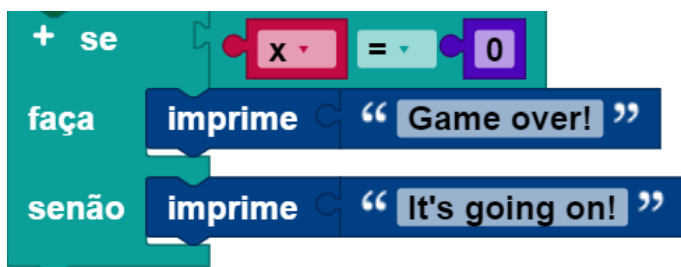 + se x = 0
faça imprime “ Game over! ”
senão imprime “ It's going on! ”